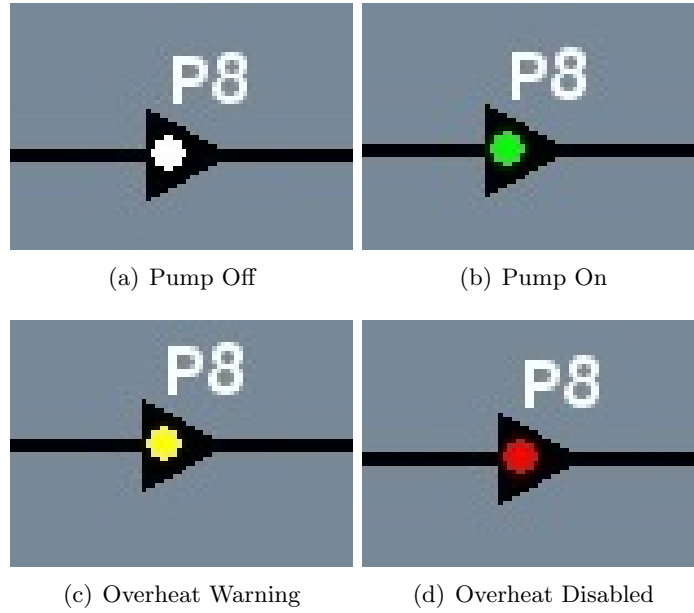 P8
P8
(a) Pump Off
(b) Pump On
P8
P8
(c) Overheat Warning
(d) Overheat Disabled